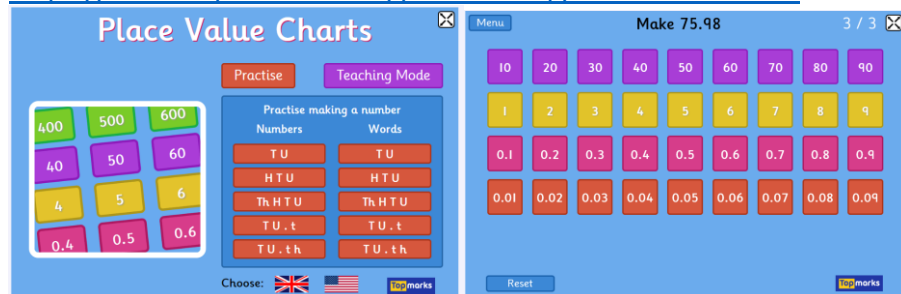 Place Value Charts
Practise Teaching Mode
400 500 600
40 50 60
4 5 6
0.4 0.5 0.6
Practise making a number
Numbers Words
T U T U
H T U H T U
Th H T U Th H T U
T U . t T U . t
T U . th T U . th
Choose:
Topmarks
Menu Make 75.98 3 / 3
10 20 30 40 50 60 70 80 90
1 2 3 4 5 6 7 8 9
0.1 0.2 0.3 0.4 0.5 0.6 0.7 0.8 0.9
0.01 0.02 0.03 0.04 0.05 0.06 0.07 0.08 0.09
Reset
Topmarks